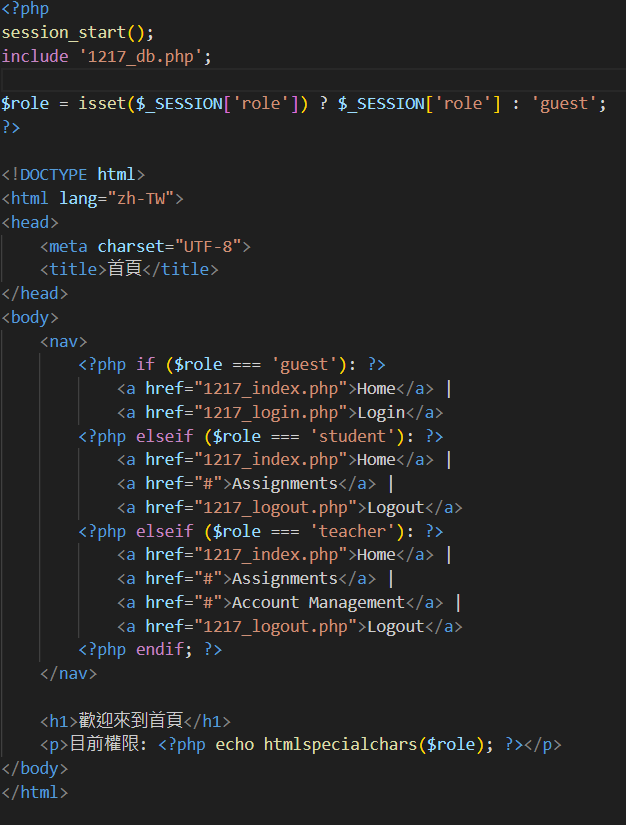 <?php
session_start();
include '1217_db.php';

$role = isset($_SESSION['role']) ? $_SESSION['role'] : 'guest';
?>

<!DOCTYPE html>
<html lang="zh-TW">
<head>
    <meta charset="UTF-8">
    <title>首頁</title>
</head>
<body>
    <nav>
        <?php if ($role === 'guest'): ?>
            <a href="1217_index.php">Home</a> |
            <a href="1217_login.php">Login</a>
        <?php elseif ($role === 'student'): ?>
            <a href="1217_index.php">Home</a> |
            <a href="#">Assignments</a> |
            <a href="1217_logout.php">Logout</a>
        <?php elseif ($role === 'teacher'): ?>
            <a href="1217_index.php">Home</a> |
            <a href="#">Assignments</a> |
            <a href="#">Account Management</a> |
            <a href="1217_logout.php">Logout</a>
        <?php endif; ?>
    </nav>

    <h1>歡迎來到首頁</h1>
    <p>目前權限: <?php echo htmlspecialchars($role); ?></p>
</body>
</html>